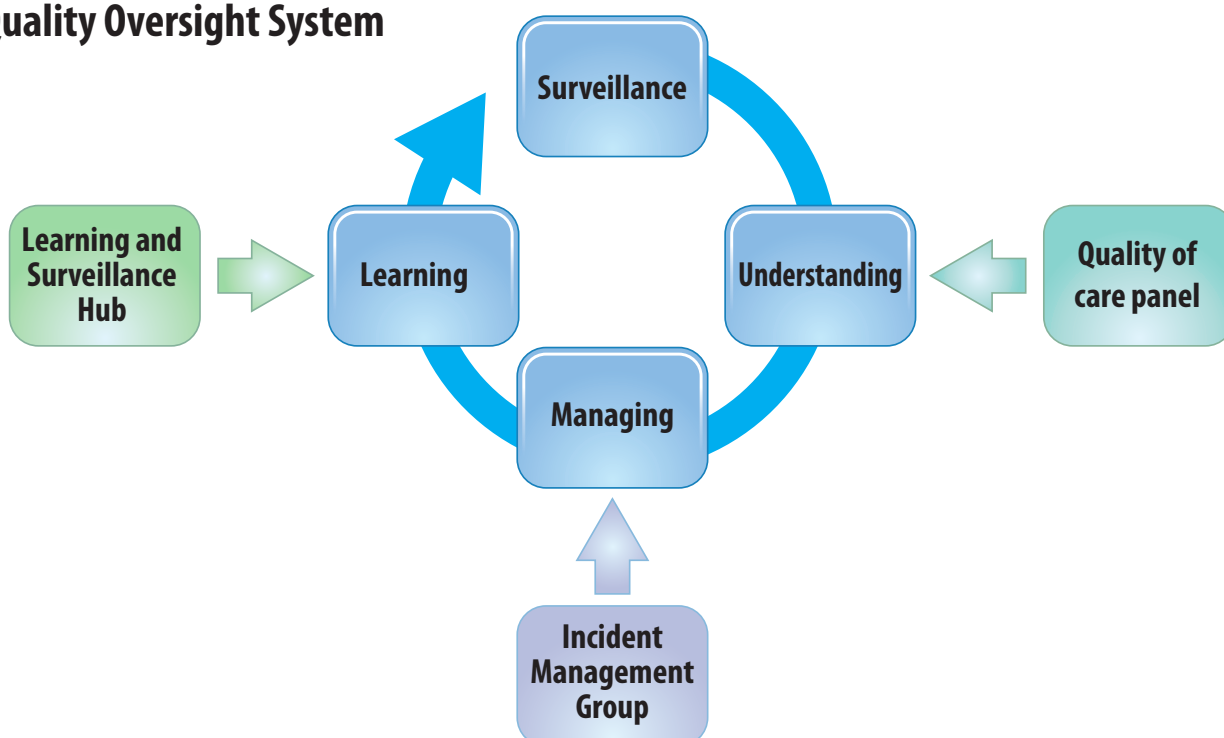 uality Oversight System
Surveillance
Learning and
Surveillance
Hub
Learning
Understanding
Quality of
care panel
Managing
Incident
Management
Group